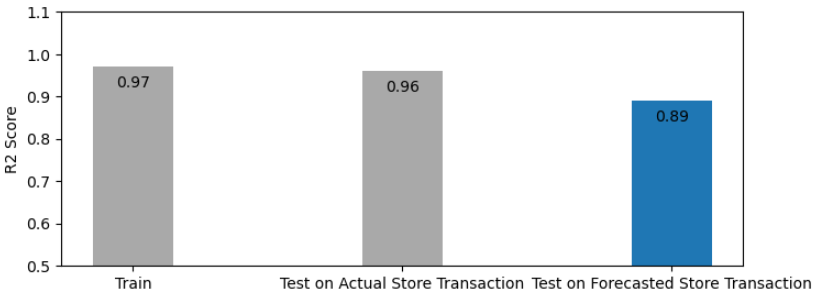 1.1
1.0
0.9
0.8
0.7
0.6
0.5
R2 Score
0.97
0.96
0.89
Train
Test on Actual Store Transaction
Test on Forecasted Store Transaction